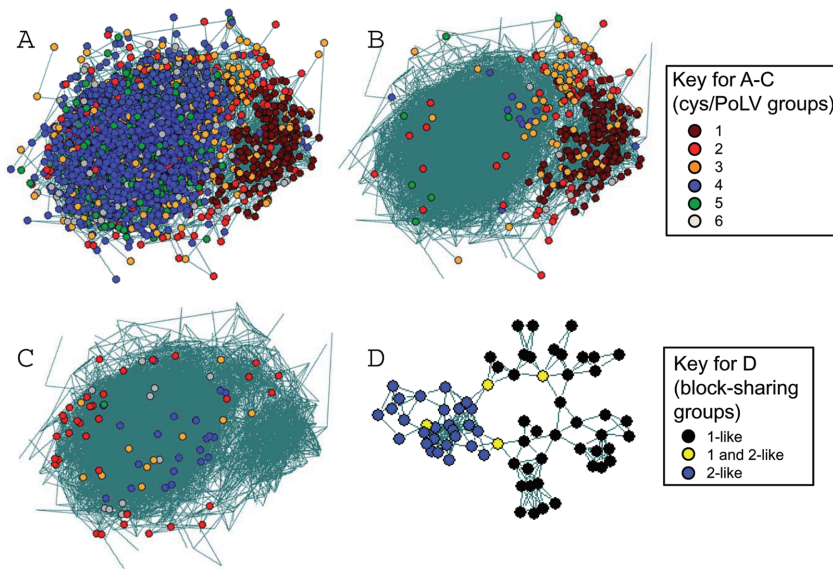 A
B
Key for A-C
(cys/PoLV groups)
1
2
3
4
5
6
C
D
Key for D
(block-sharing
groups)
1-like
1 and 2-like
2-like